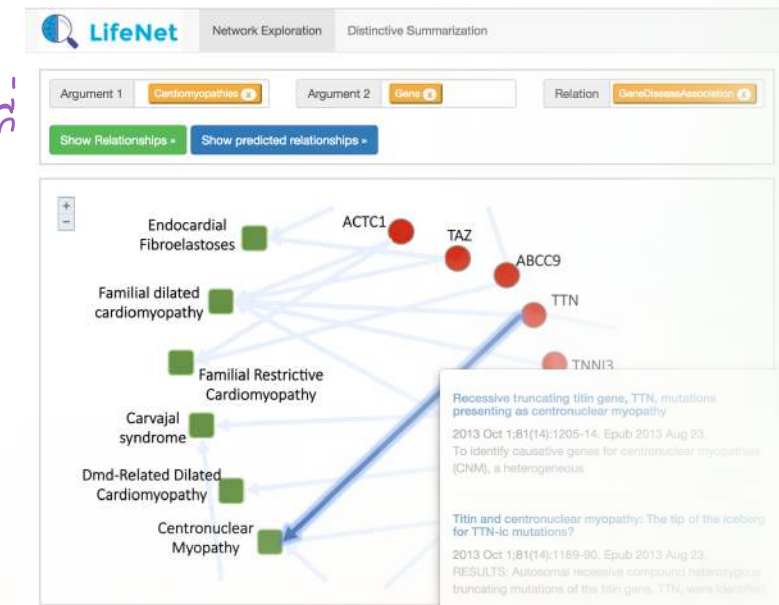 LifeNet Network Exploration Distinctive Summarization
Argument 1 Cardiomyopathies x Argument 2 Gene x Relation GeneDiseaseAssociation x
Show Relationships » Show predicted relationships »
+
-
Endocardial
Fibroelastoses
ACTC1
TAZ
ABCC9
Familial dilated
cardiomyopathy
TTN
TNNI3
Familial Restrictive
Cardiomyopathy
Carvajal
syndrome
Dmd-Related Dilated
Cardiomyopathy
Centronuclear
Myopathy
Recessive truncating titin gene, TTN, mutations
presenting as centronuclear myopathy
2013 Oct 1;81(14):1205-14. Epub 2013 Aug 23.
To identify causative genes for centronuclear myopathies
(CNM), a heterogeneous
Titin and centronuclear myopathy: The tip of the iceberg
for TTN-ic mutations?
2013 Oct 1;81(14):1189-90. Epub 2013 Aug 23.
RESULTS: Autosomal recessive compound heterozygous
truncating mutations of the titin gene, TTN, were identified